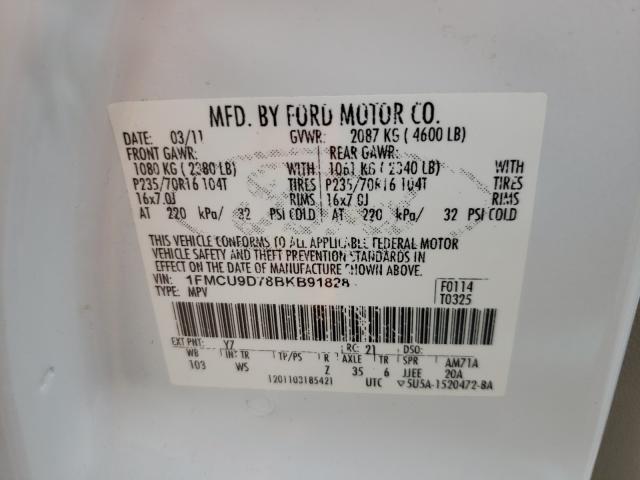 MFD. BY FORD MOTOR CO.
DATE: 03/11 GVWR: 2087 KG ( 4600 LB)
FRONT GAWR: REAR GAWR:
1080 KG ( 2380 LB) WITH 1061 KG ( 2340 LB) WITH
P235/70R16 104T TIRES P235/70R16 104T TIRES
16x7.0J RIMS 16x7.0J RIMS
AT 220 kPa/ 32 PSI COLD AT 220 kPa/ 32 PSI COLD
THIS VEHICLE CONFORMS TO ALL APPLICABLE FEDERAL MOTOR
VEHICLE SAFETY AND THEFT PREVENTION STANDARDS IN
EFFECT ON THE DATE OF MANUFACTURE SHOWN ABOVE.
VIN: 1FMCU9D78BKB91828 F0114
TYPE: MPV T0325
EXT PNT: YZ RC: 21 DSO:
WB INT TR TP/PS R AXLE TR SPR AM71A
103 WS Z 35 6 JJEE 20A
1201103185421 UTC 5U5A-1520472-BA